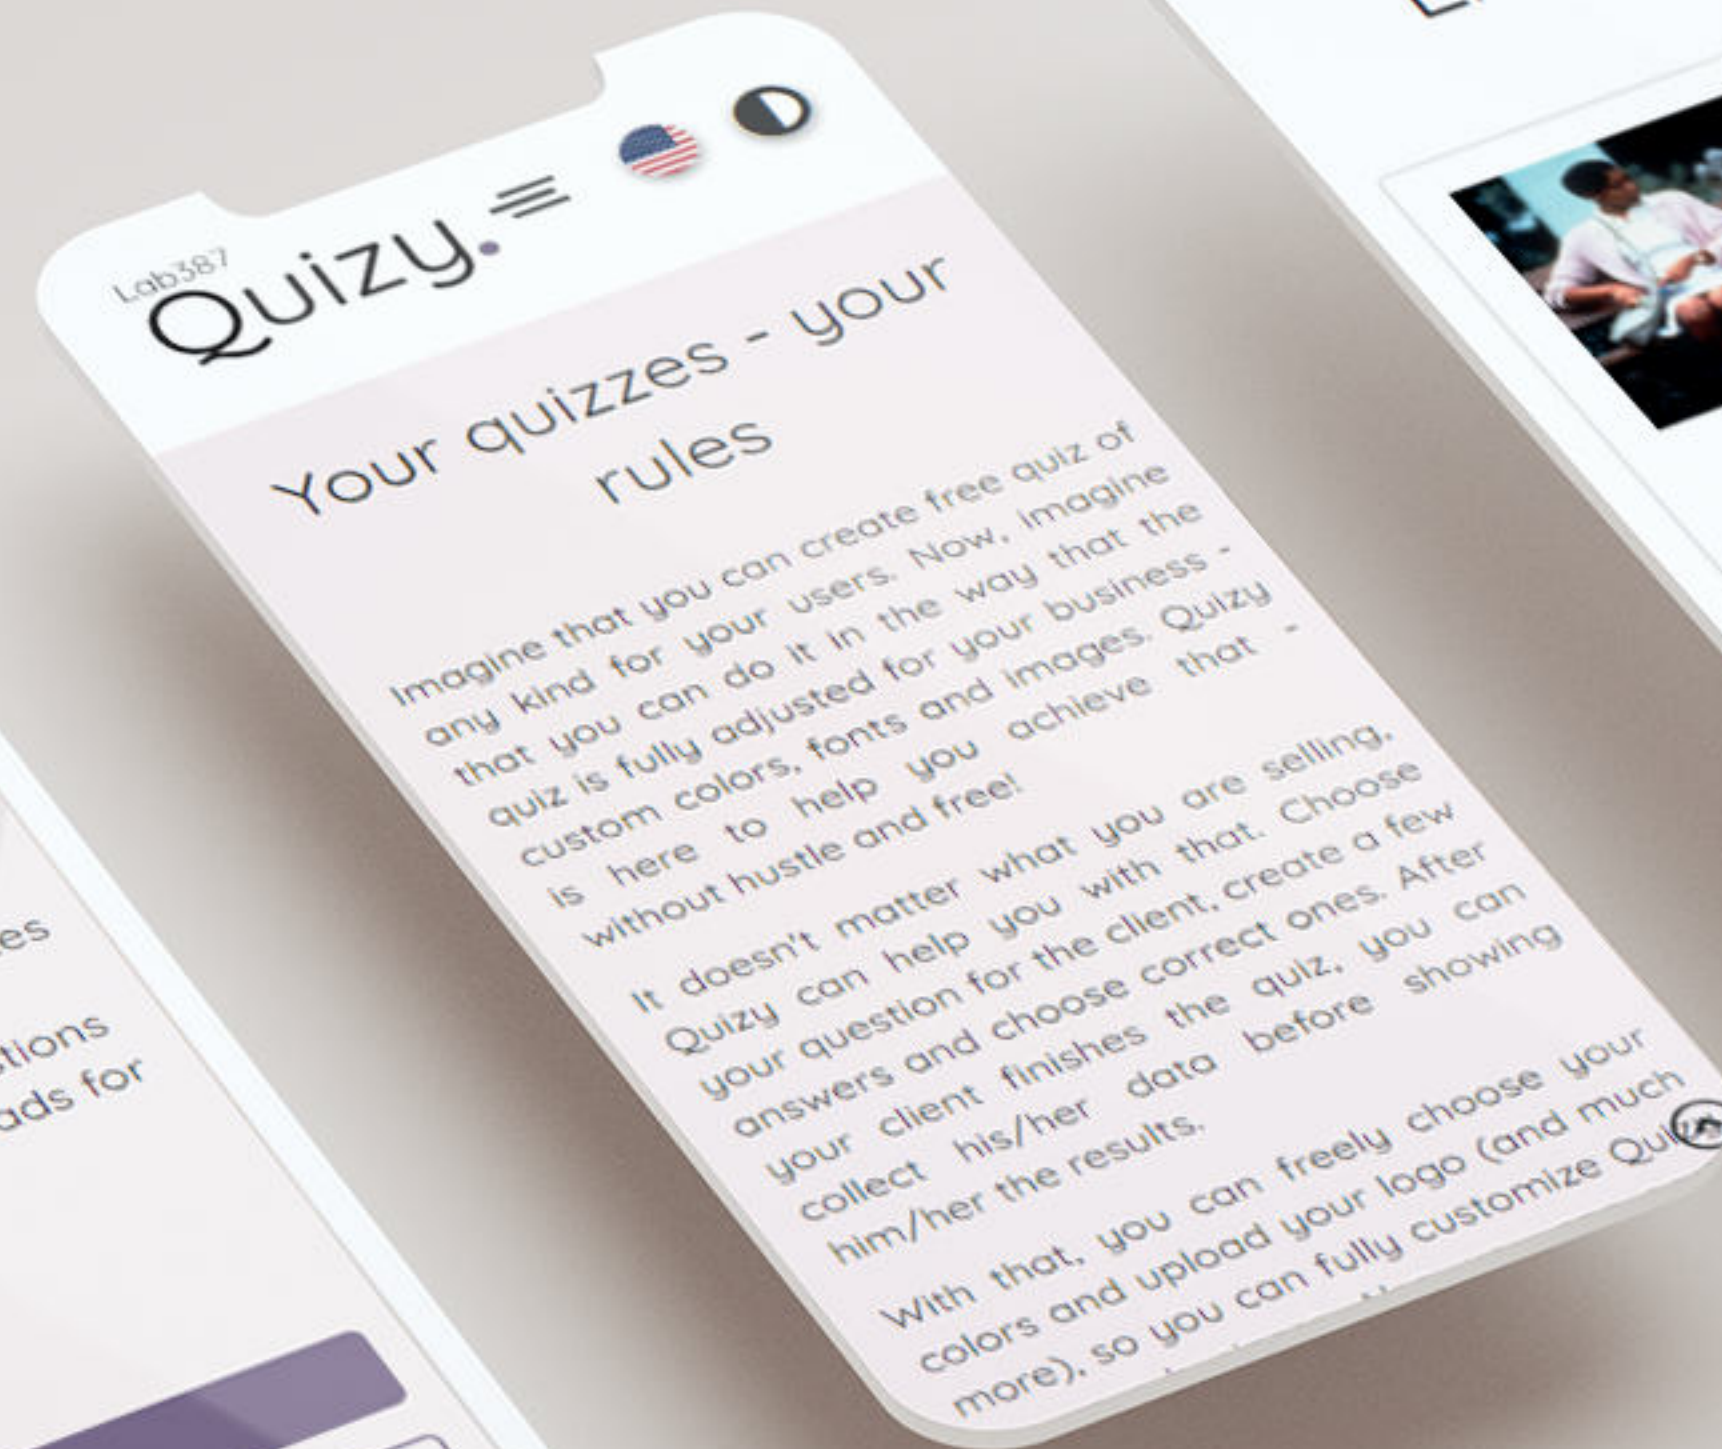 Lab387
Quizy.
Your quizzes - your
rules
Imagine that you can create free quiz of
any kind for your users. Now, imagine
that you can do it in the way that the
quiz is fully adjusted for your business -
custom colors, fonts and images. Quizy
is here to help you achieve that -
without hustle and free!
It doesn't matter what you are selling,
Quizy can help you with that. Choose
your question for the client, create a few
answers and choose correct ones. After
your client finishes the quiz, you can
collect his/her data before showing
him/her the results.
With that, you can freely choose your
colors and upload your logo (and much
more), so you can fully customize
es
stions
ads for